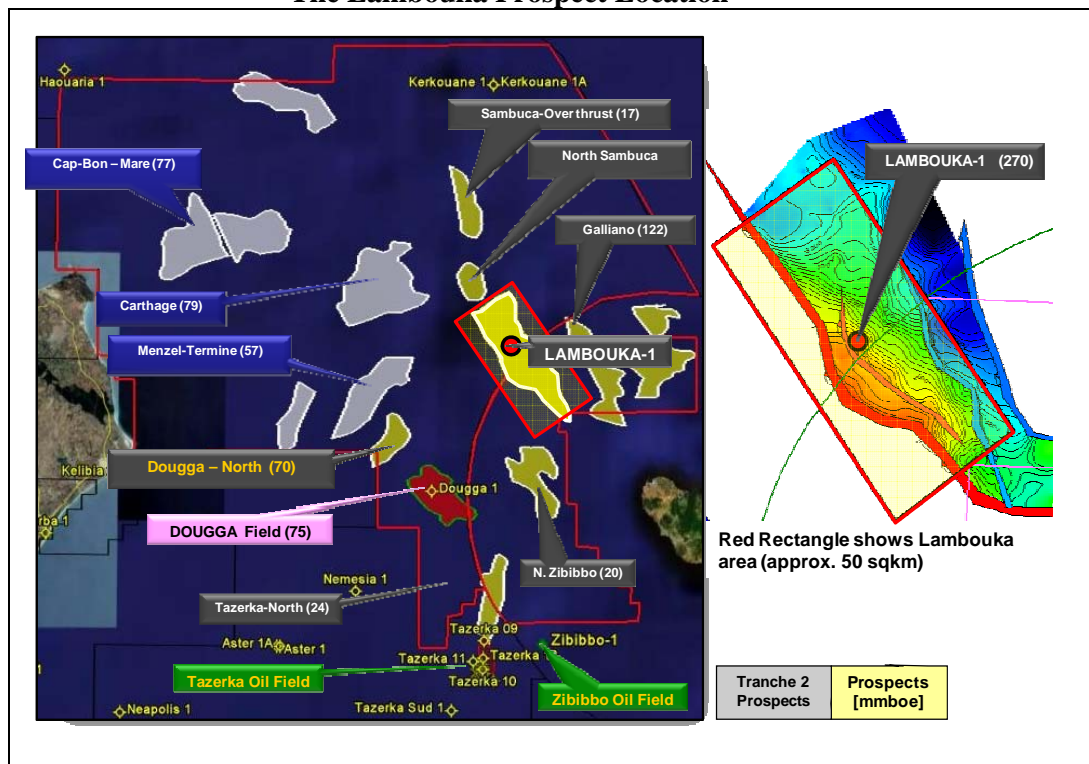 The Lambouka Prospect Location
Haouaria 1
Kerkouane 1
Kerkouane 1A
Sambuca-Overthrust (17)
North Sambuca
Cap-Bon – Mare (77)
Galliano (122)
Carthage (79)
Menzel-Termine (57)
LAMBOUKA-1
Dougga – North (70)
Kelibia
Dougga 1
rba 1
DOUGGA Field (75)
N. Zibibbo (20)
Nemesia 1
Tazerka-North (24)
Tazerka 09
Zibibbo-1
Aster 1A
Aster 1
Tazerka 11
Tazerka
Tazerka 10
Tazerka Oil Field
Zibibbo Oil Field
Neapolis 1
Tazerka Sud 1
LAMBOUKA-1 (270)
Red Rectangle shows Lambouka
area (approx. 50 sqkm)
Tranche 2
Prospects
Prospects
[mmboe]